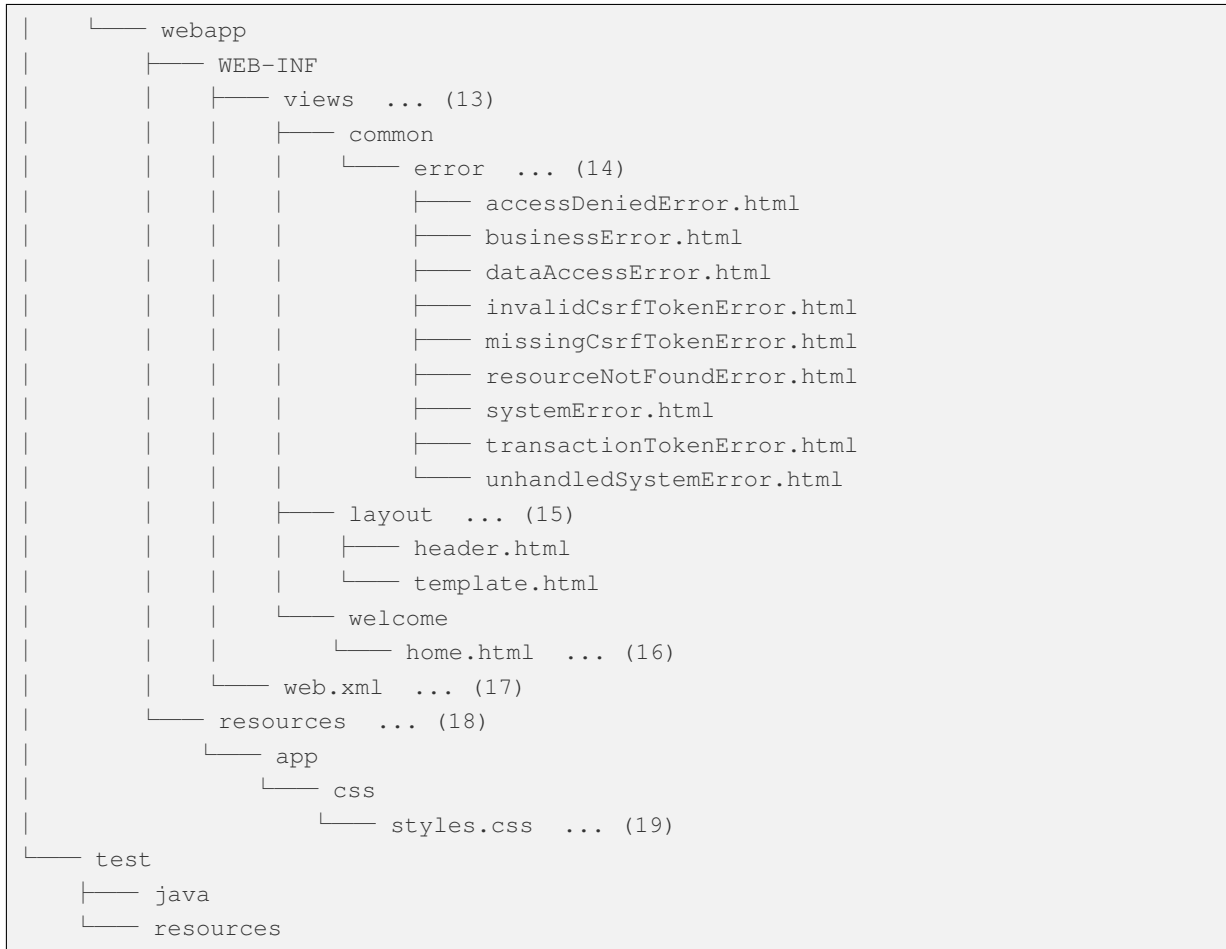 │   └── webapp
│       ├── WEB-INF
│       │   ├── views  ... (13)
│       │   │   ├── common
│       │   │   │   └── error  ... (14)
│       │   │   │       ├── accessDeniedError.html
│       │   │   │       ├── businessError.html
│       │   │   │       ├── dataAccessError.html
│       │   │   │       ├── invalidCsrfTokenError.html
│       │   │   │       ├── missingCsrfTokenError.html
│       │   │   │       ├── resourceNotFoundError.html
│       │   │   │       ├── systemError.html
│       │   │   │       ├── transactionTokenError.html
│       │   │   │       └── unhandledSystemError.html
│       │   │   ├── layout  ... (15)
│       │   │   │   ├── header.html
│       │   │   │   └── template.html
│       │   │   └── welcome
│       │   │       └── home.html  ... (16)
│       │   └── web.xml  ... (17)
│       └── resources  ... (18)
│           └── app
│               └── css
│                   └── styles.css  ... (19)
└── test
    ├── java
    └── resources